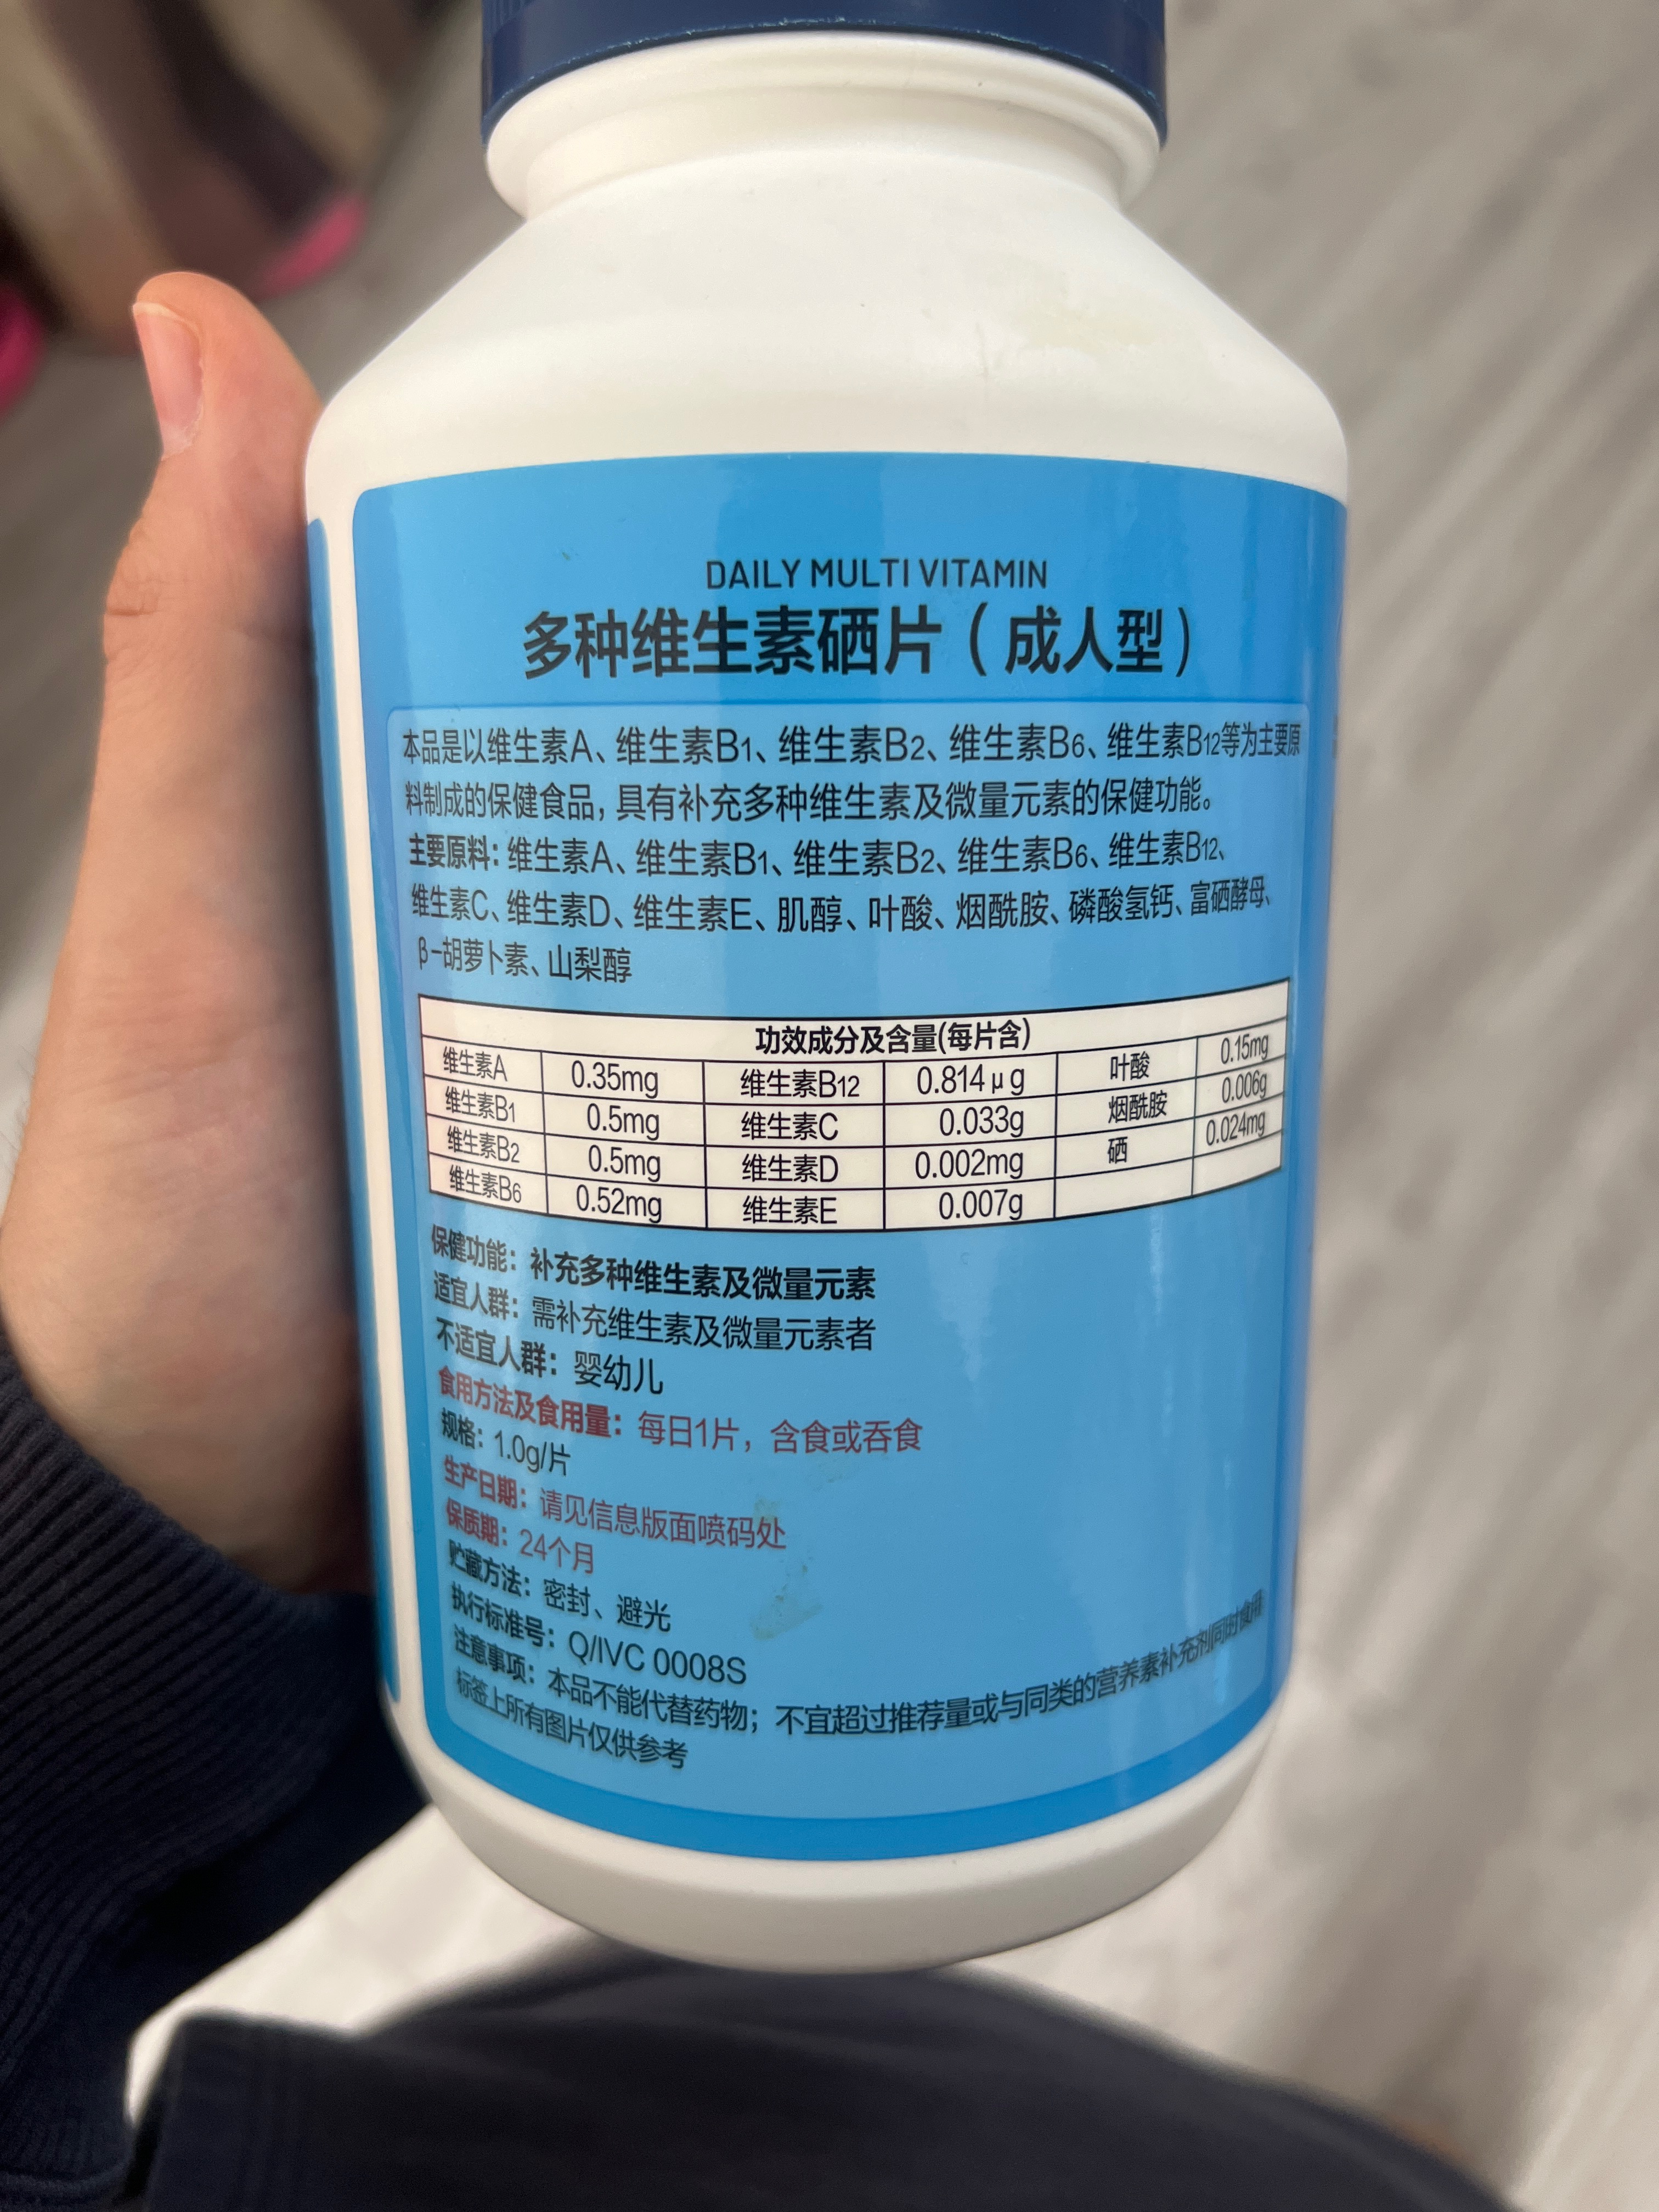 DAILY MULTI VITAMIN
多种维生素硒片（成人型）
本品是以维生素A、维生素B1、维生素B2、维生素B6、维生素B12等为主要原
料制成的保健食品，具有补充多种维生素及微量元素的保健功能。
主要原料：维生素A、维生素B1、维生素B2、维生素B6、维生素B12、
维生素C、维生素D、维生素E、肌醇、叶酸、烟酰胺、磷酸氢钙、富硒酵母、
β-胡萝卜素、山梨醇
功效成分及含量(每片含)
维生素A 0.35mg 维生素B12 0.814μg 叶酸 0.15mg
维生素B1 0.5mg 维生素C 0.033g 烟酰胺 0.006g
维生素B2 0.5mg 维生素D 0.002mg 硒 0.024mg
维生素B6 0.52mg 维生素E 0.007g
保健功能：补充多种维生素及微量元素
适宜人群：需补充维生素及微量元素者
不适宜人群：婴幼儿
食用方法及食用量：每日1片，含食或吞食
规格：1.0g/片
生产日期：请见信息版面喷码处
保质期：24个月
贮藏方法：密封、避光
执行标准号：Q/IVC 0008S
注意事项：本品不能代替药物；不宜超过推荐量或与同类的营养素补充剂同时食用
标签上所有图片仅供参考